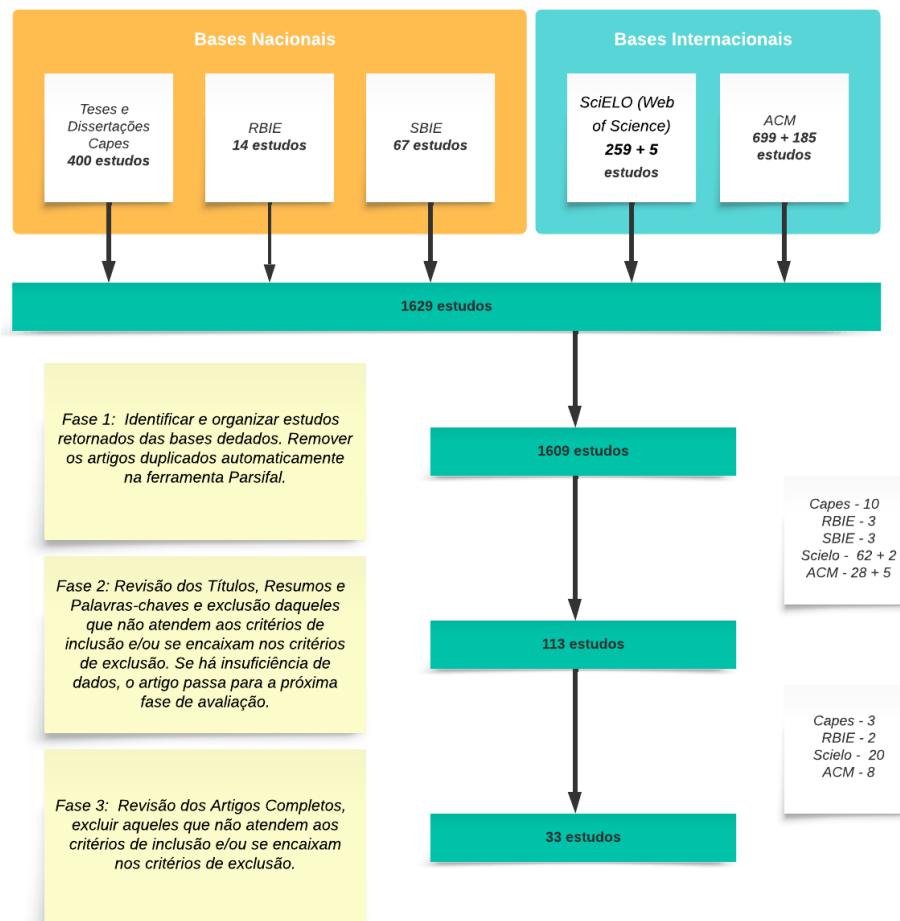 Bases Nacionais
Teses e
Dissertações
Capes
400 estudos
RBIE
14 estudos
SBIE
67 estudos
Bases Internacionais
SciELO (Web
of Science)
259 + 5
estudos
ACM
699 + 185
estudos
1629 estudos
Fase 1:  Identificar e organizar estudos
retornados das bases dedados. Remover
os artigos duplicados automaticamente
na ferramenta Parsifal.
1609 estudos
Capes - 10
RBIE - 3
SBIE - 3
Scielo -  62 + 2
ACM - 28 + 5
Fase 2: Revisão dos Títulos, Resumos e
Palavras-chaves e exclusão daqueles
que não atendem aos critérios de
inclusão e/ou se encaixam nos critérios
de exclusão. Se há insuficiência de
dados, o artigo passa para a próxima
fase de avaliação.
113 estudos
Capes - 3
RBIE - 2
Scielo -  20
ACM - 8
Fase 3:  Revisão dos Artigos Completos,
excluir aqueles que não atendem aos
critérios de inclusão e/ou se encaixam
nos critérios de exclusão.
33 estudos